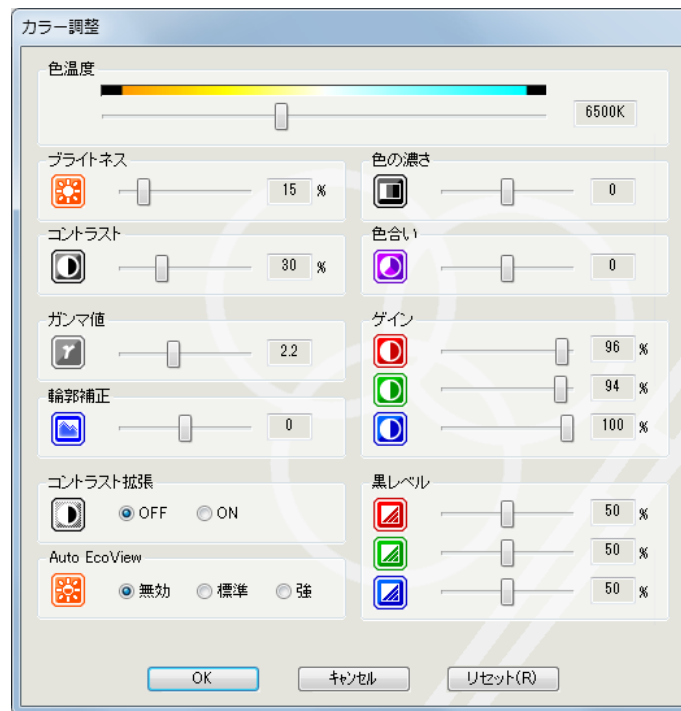 カラー調整
色温度
6500K
ブライトネス
15 %
色の濃さ
0
コントラスト
30 %
色合い
0
ガンマ値
γ
2.2
ゲイン
96 %
94 %
100 %
輪郭補正
0
コントラスト拡張
OFF ON
黒レベル
50 %
50 %
50 %
Auto EcoView
無効 標準 強
OK キャンセル リセット(R)